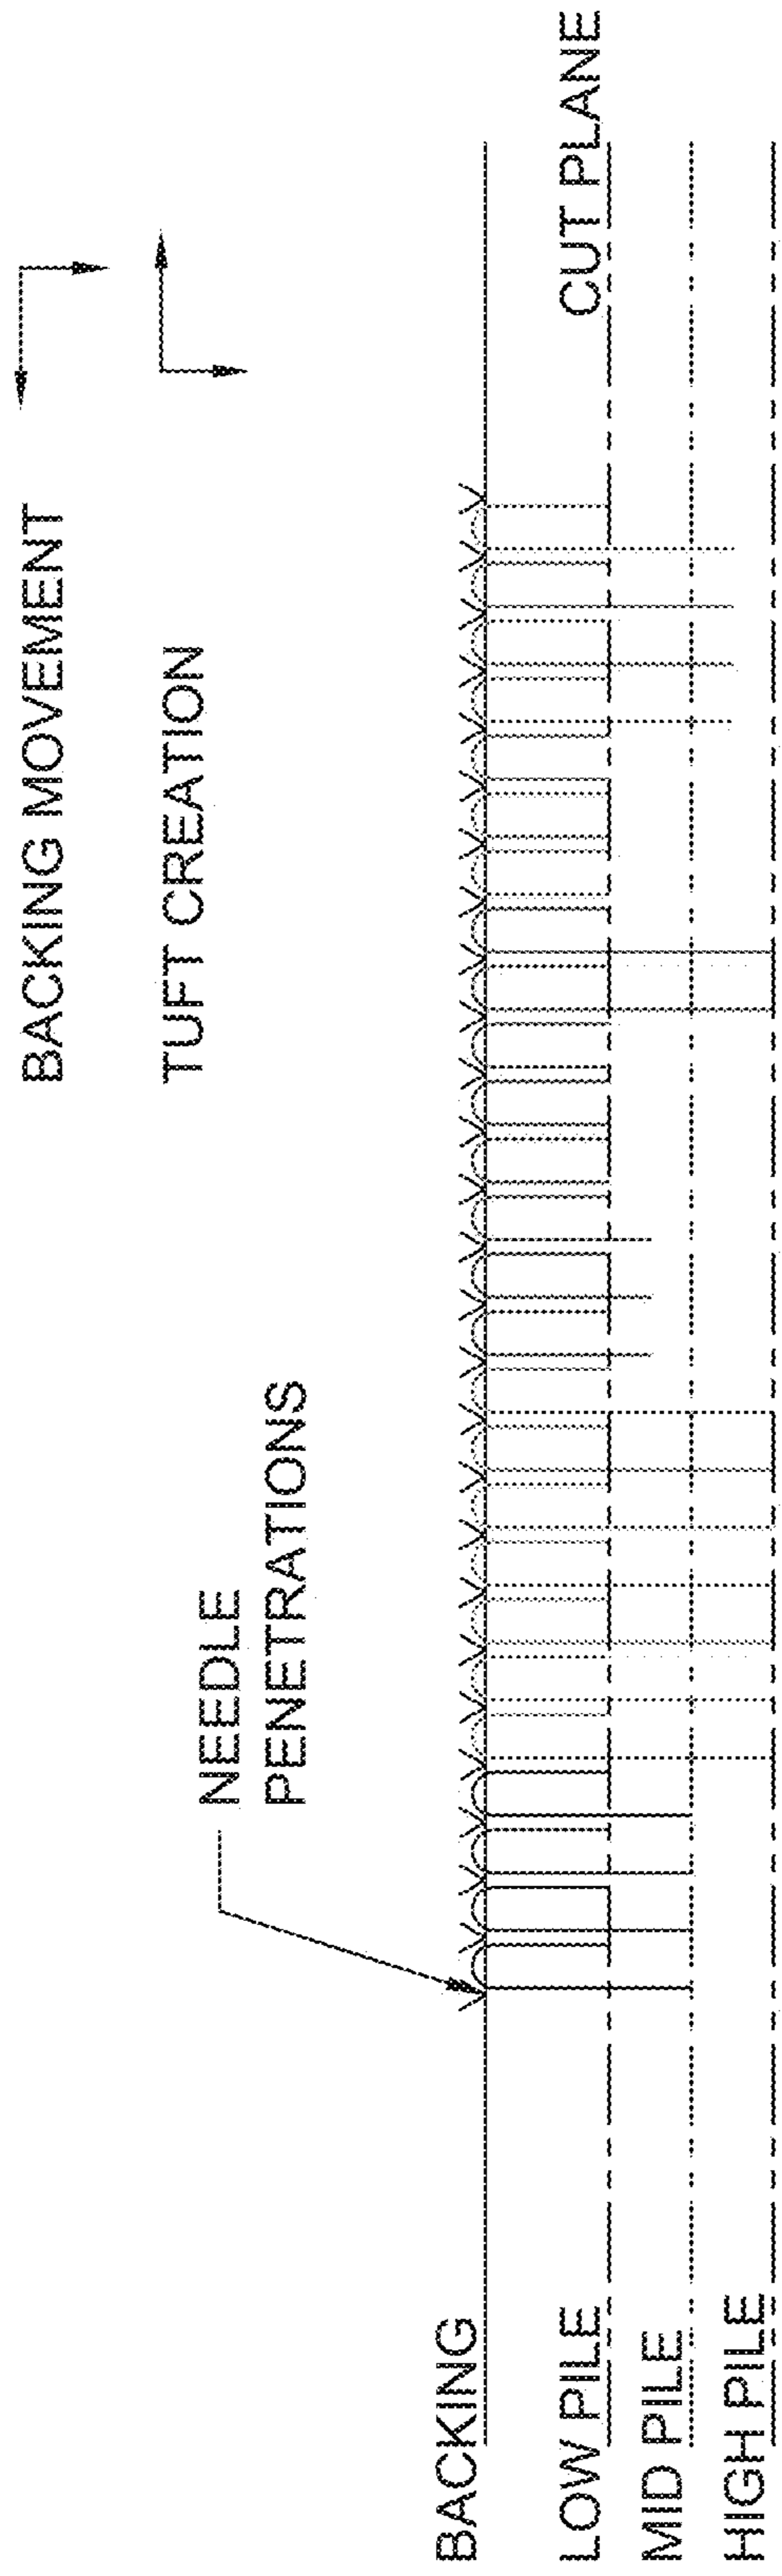 BACKING MOVEMENT
TUFT CREATION
NEEDLE
PENETRATIONS
BACKING
CUT PLANE
LOW PILE
MID PILE
HIGH PILE